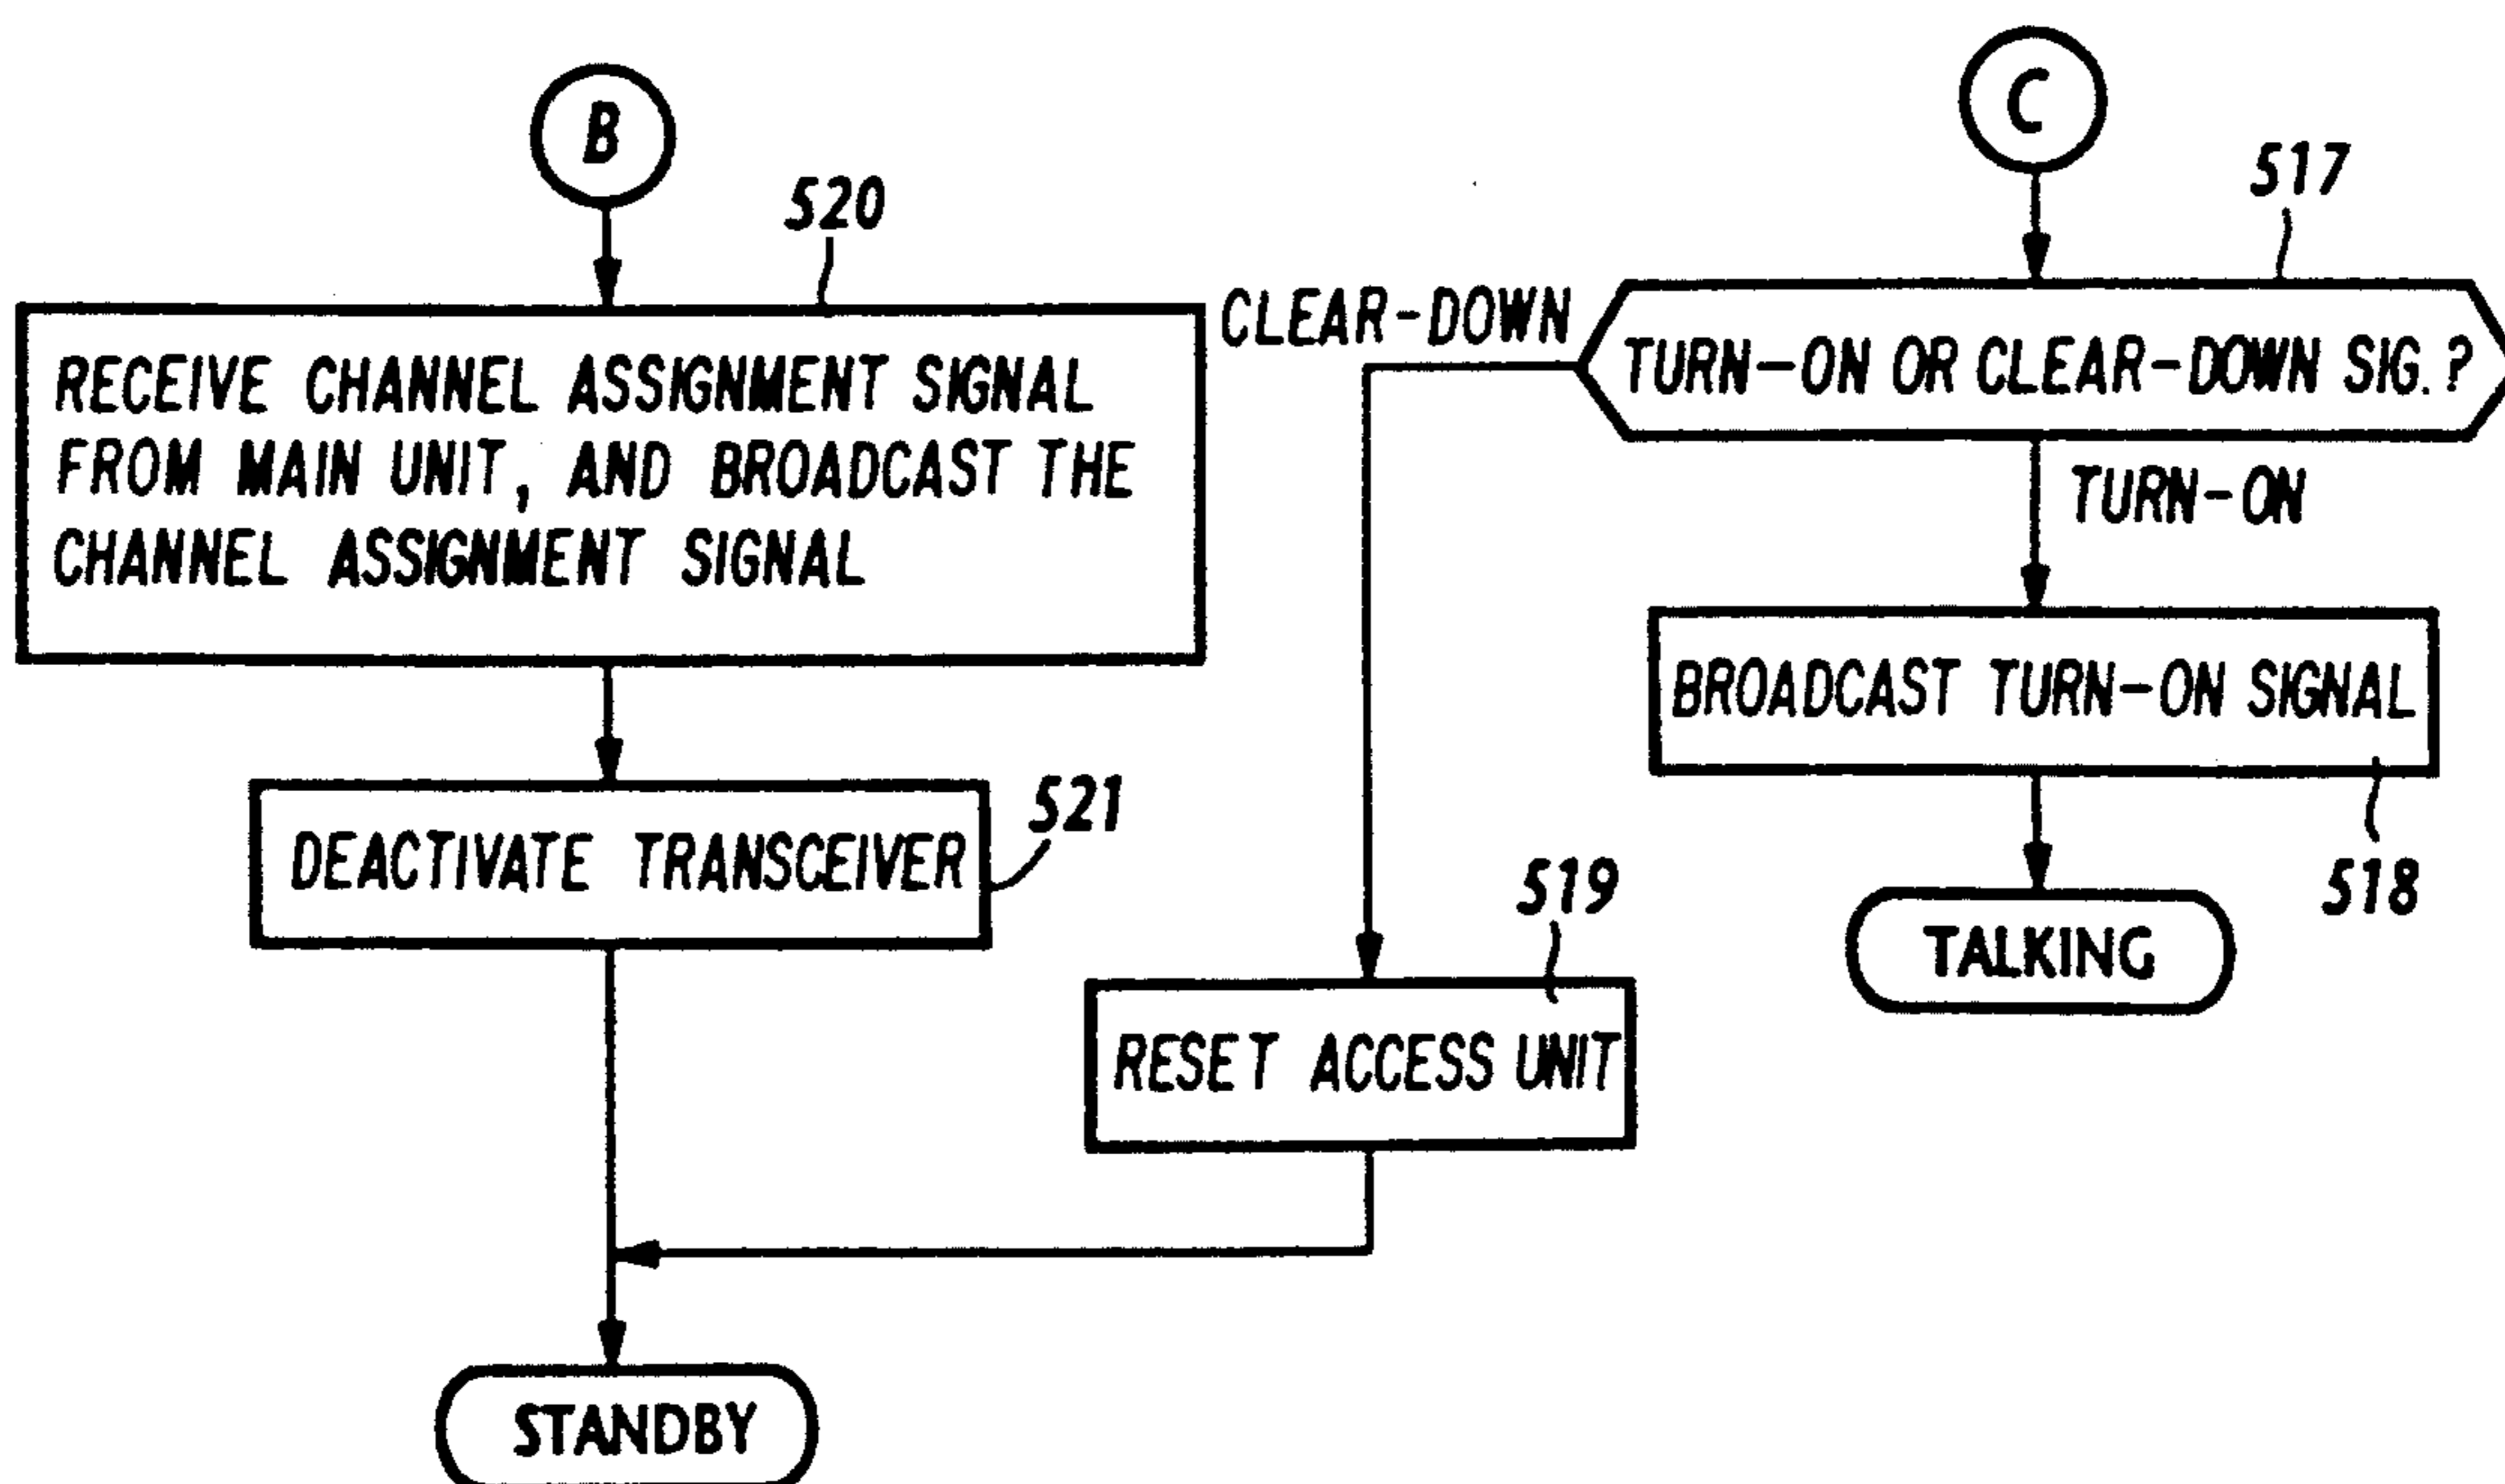 B
520
RECEIVE CHANNEL ASSIGNMENT SIGNAL
FROM MAIN UNIT, AND BROADCAST THE
CHANNEL ASSIGNMENT SIGNAL
DEACTIVATE TRANSCEIVER
521
STANDBY
C
517
CLEAR-DOWN
TURN-ON OR CLEAR-DOWN SIG.?
TURN-ON
BROADCAST TURN-ON SIGNAL
518
TALKING
519
RESET ACCESS UNIT